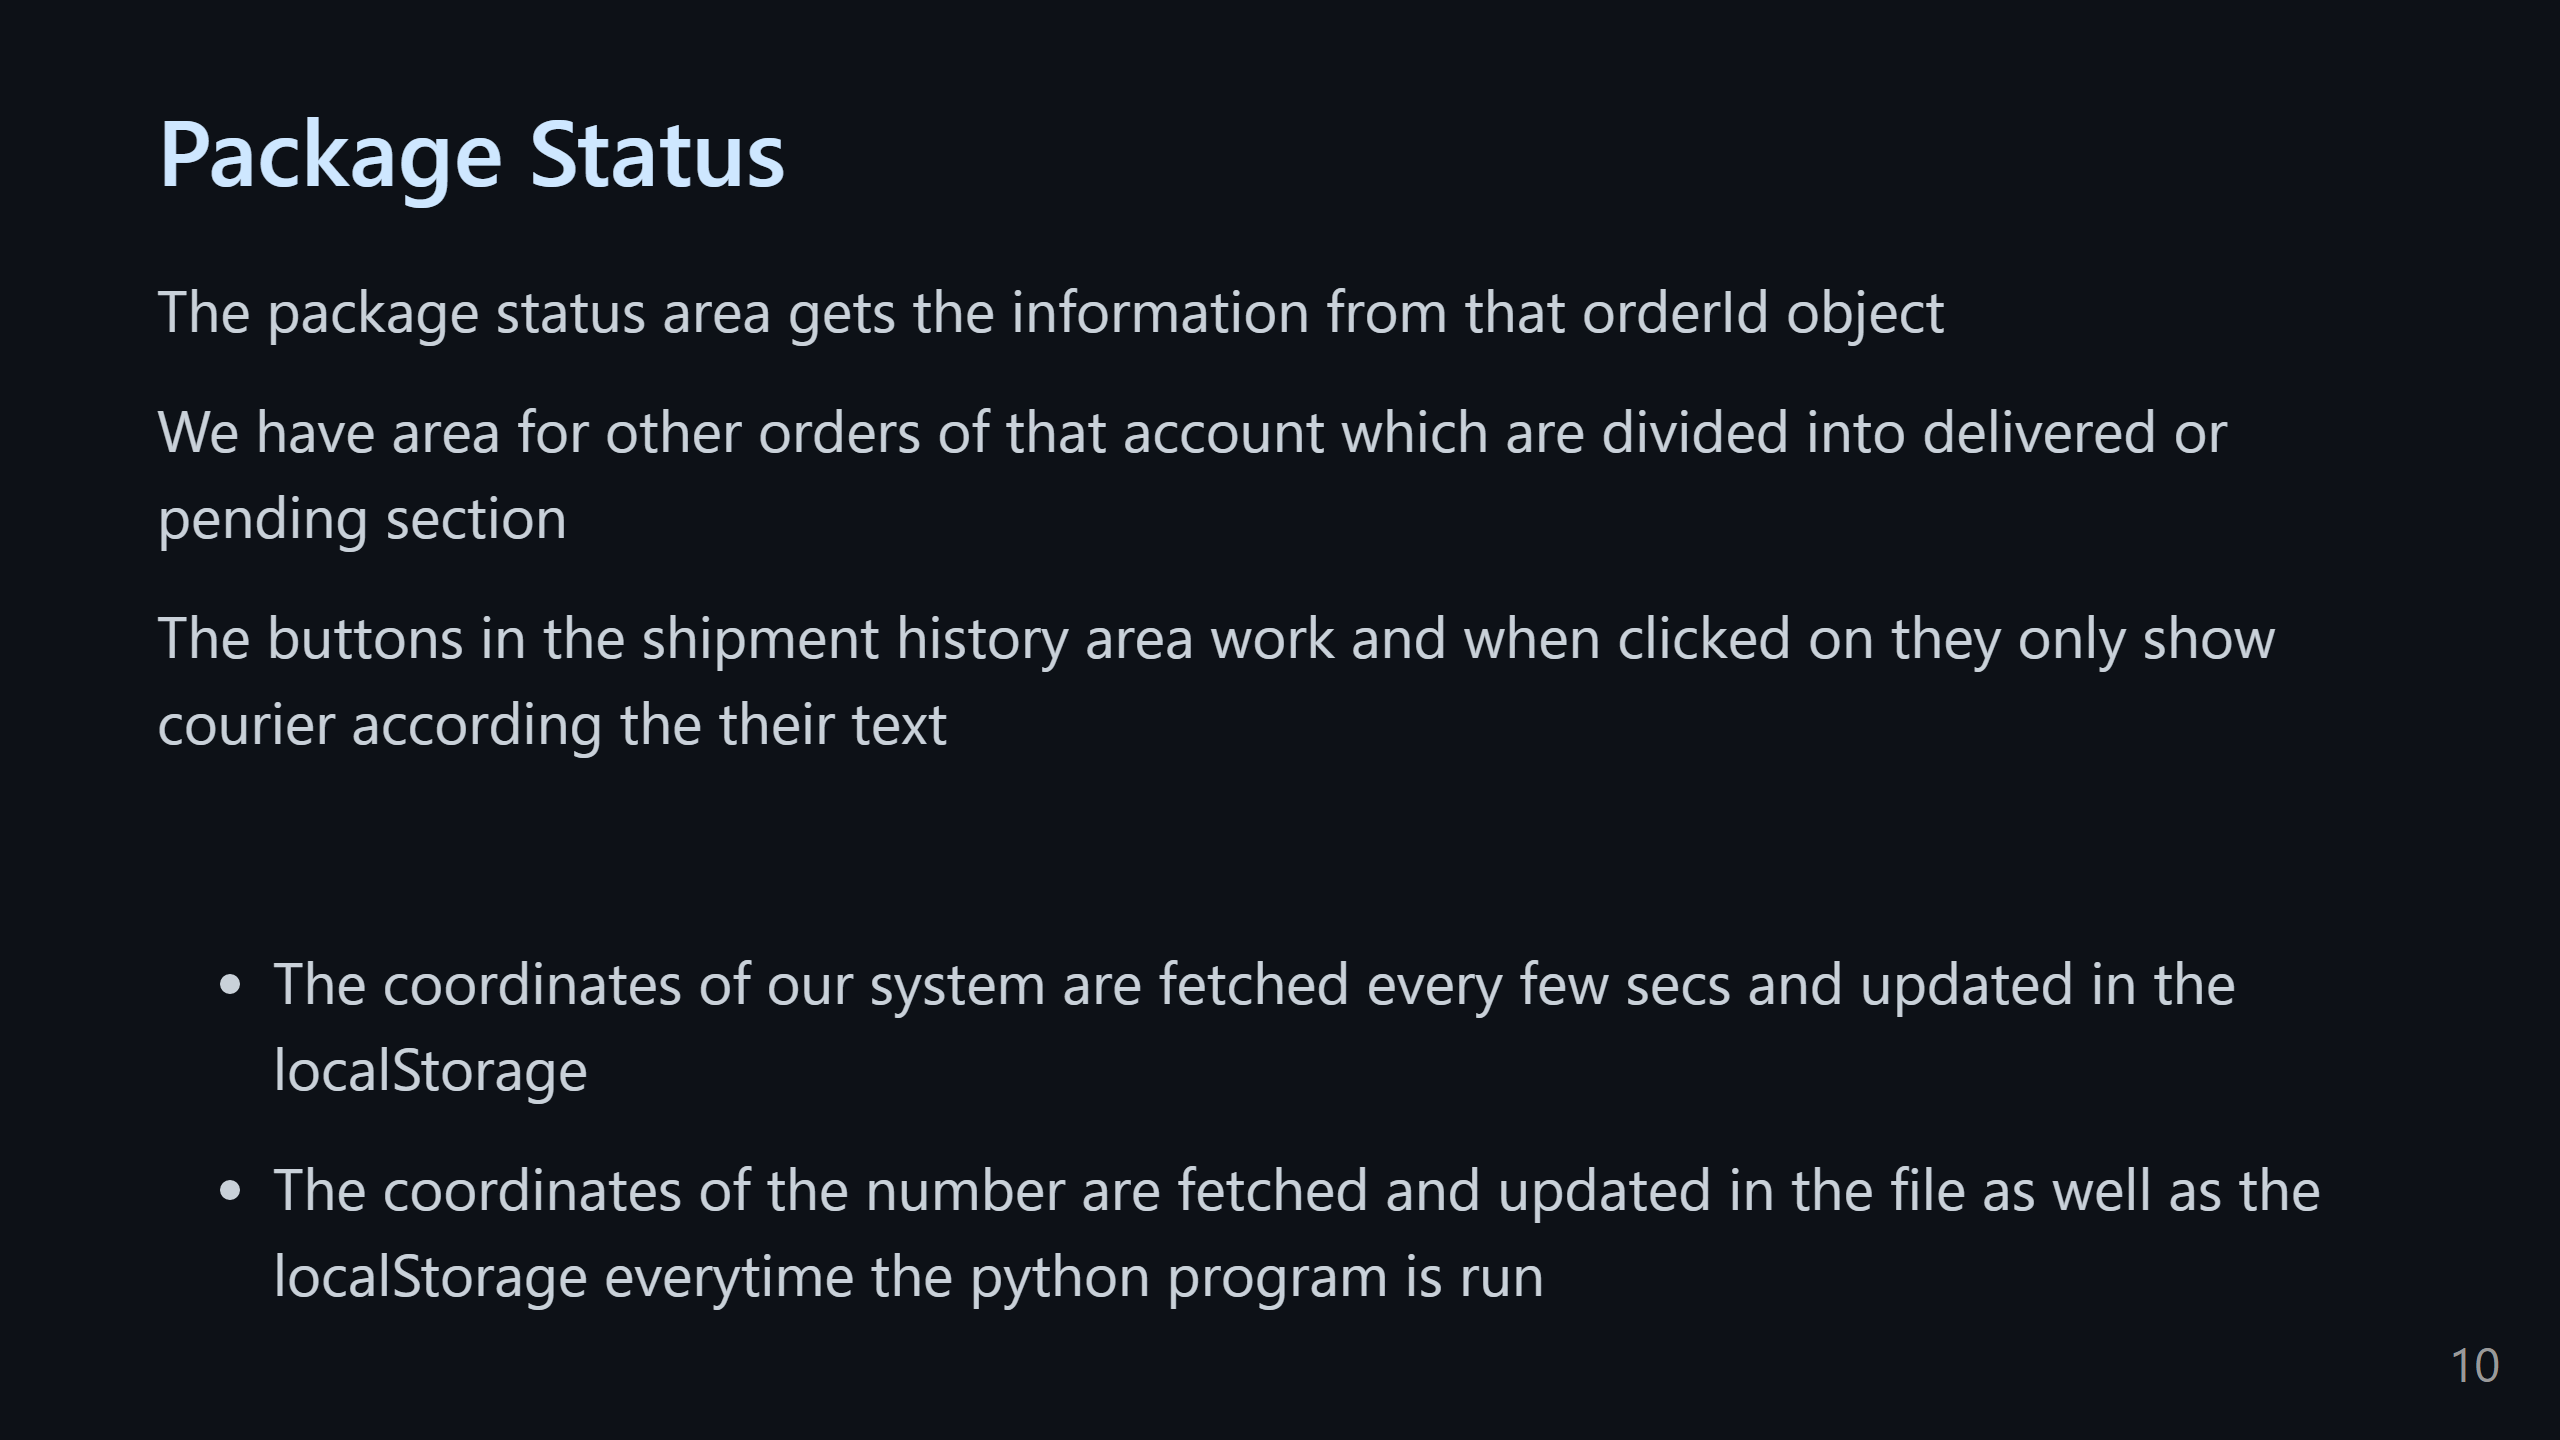 Package Status
The package status area gets the information from that orderId object
We have area for other orders of that account which are divided into delivered or
pending section
The buttons in the shipment history area work and when clicked on they only show
courier according the their text
• The coordinates of our system are fetched every few secs and updated in the
localStorage
• The coordinates of the number are fetched and updated in the file as well as the
localStorage everytime the python program is run
10